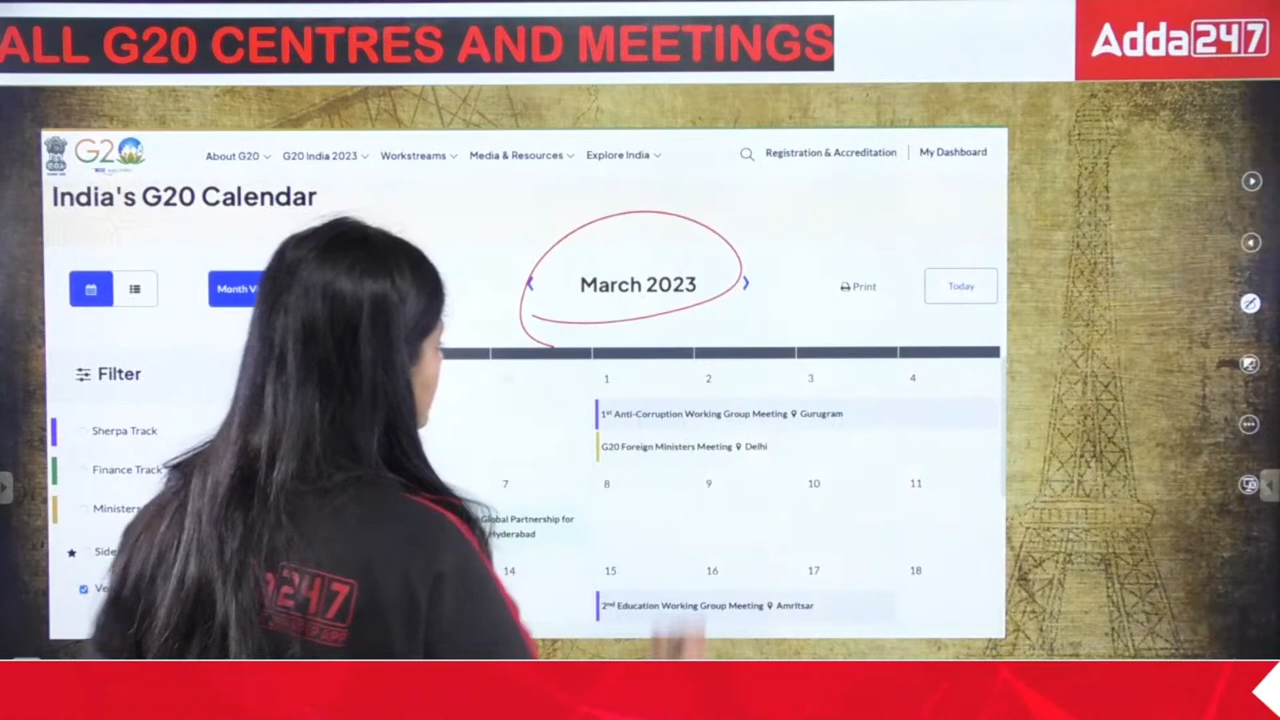 ALL G20 CENTRES AND MEETINGS
Adda247
G20
About G20 G20 India 2023 Workstreams Media & Resources Explore India
Registration & Accreditation My Dashboard
India's G20 Calendar
Month
March 2023
Print
Today
Filter
1 2 3 4
1st Anti-Corruption Working Group Meeting Gurugram
Sherpa Track
G20 Foreign Ministers Meeting Delhi
Finance Track
7 8 9 10 11
Global Partnership for
Hyderabad
14 15 16 17 18
2nd Education Working Group Meeting Amritsar
247